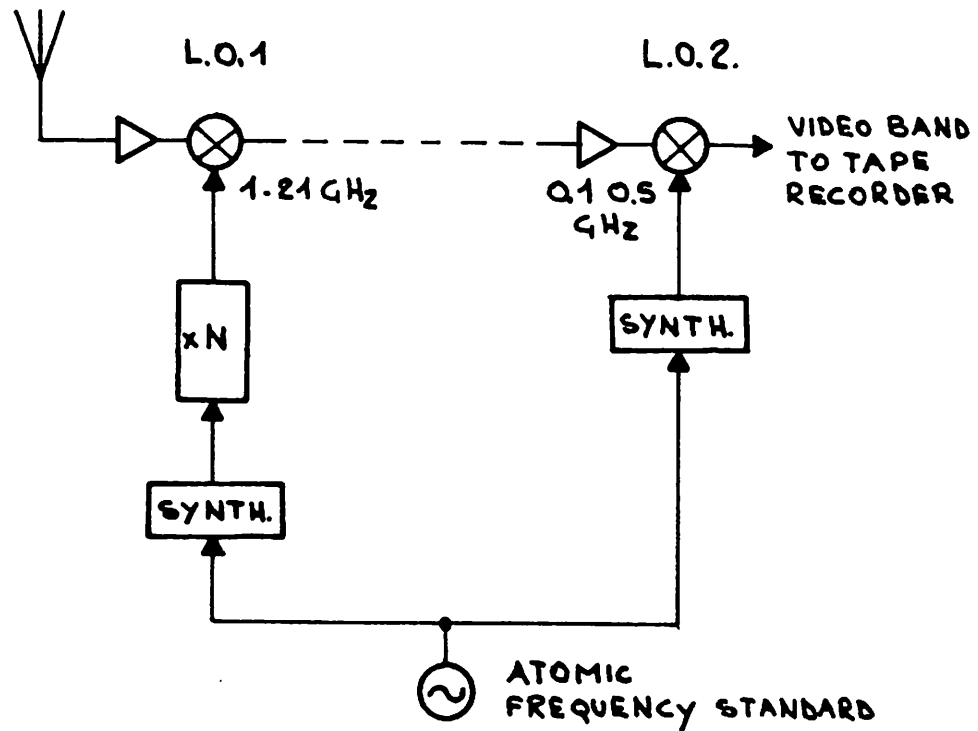 L.O.1
L.O.2.
VIDEO BAND
TO TAPE
RECORDER
1-21 GHz
0.1 0.5
GHz
xN
SYNTH.
SYNTH.
ATOMIC
FREQUENCY STANDARD